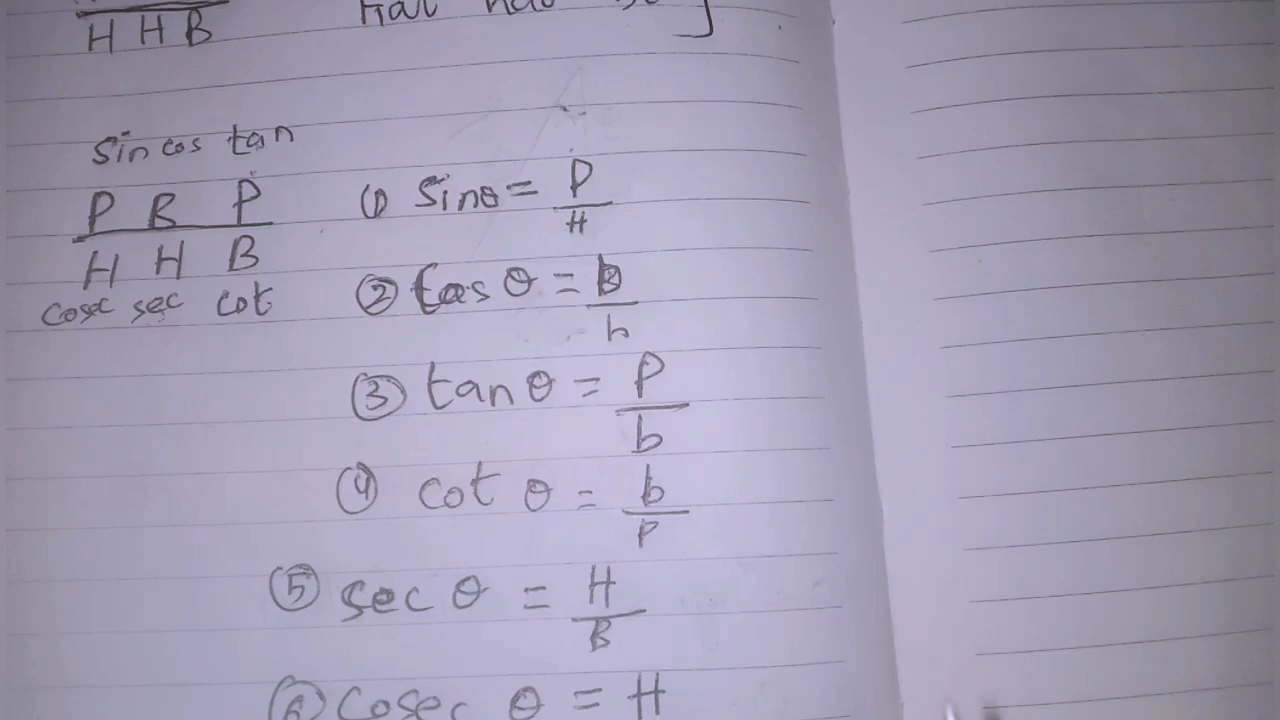 H H B
sin cos tan
P B P
H H B
cosec sec cot
(1) Sinθ = P/H
(2) Cos θ = B/h
(3) tan θ = P/b
(4) cot θ = b/P
(5) sec θ = H/B
(6) cosec θ = H